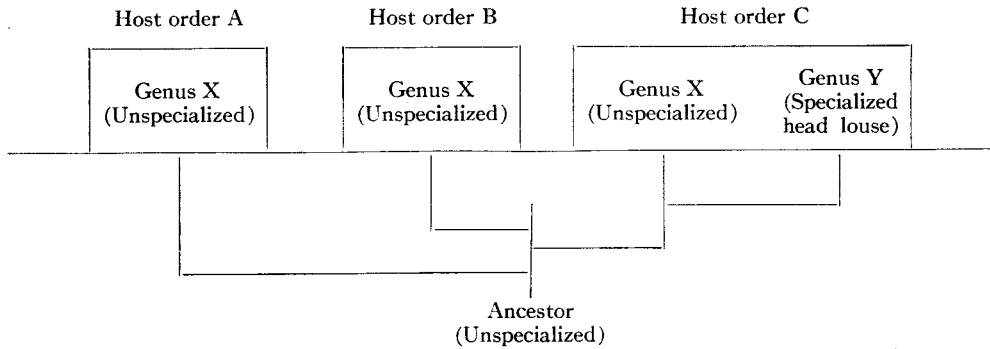 Host order A
Host order B
Host order C
Genus X
(Unspecialized)
Genus X
(Unspecialized)
Genus X
(Unspecialized)
Genus Y
(Specialized
head louse)
Ancestor
(Unspecialized)